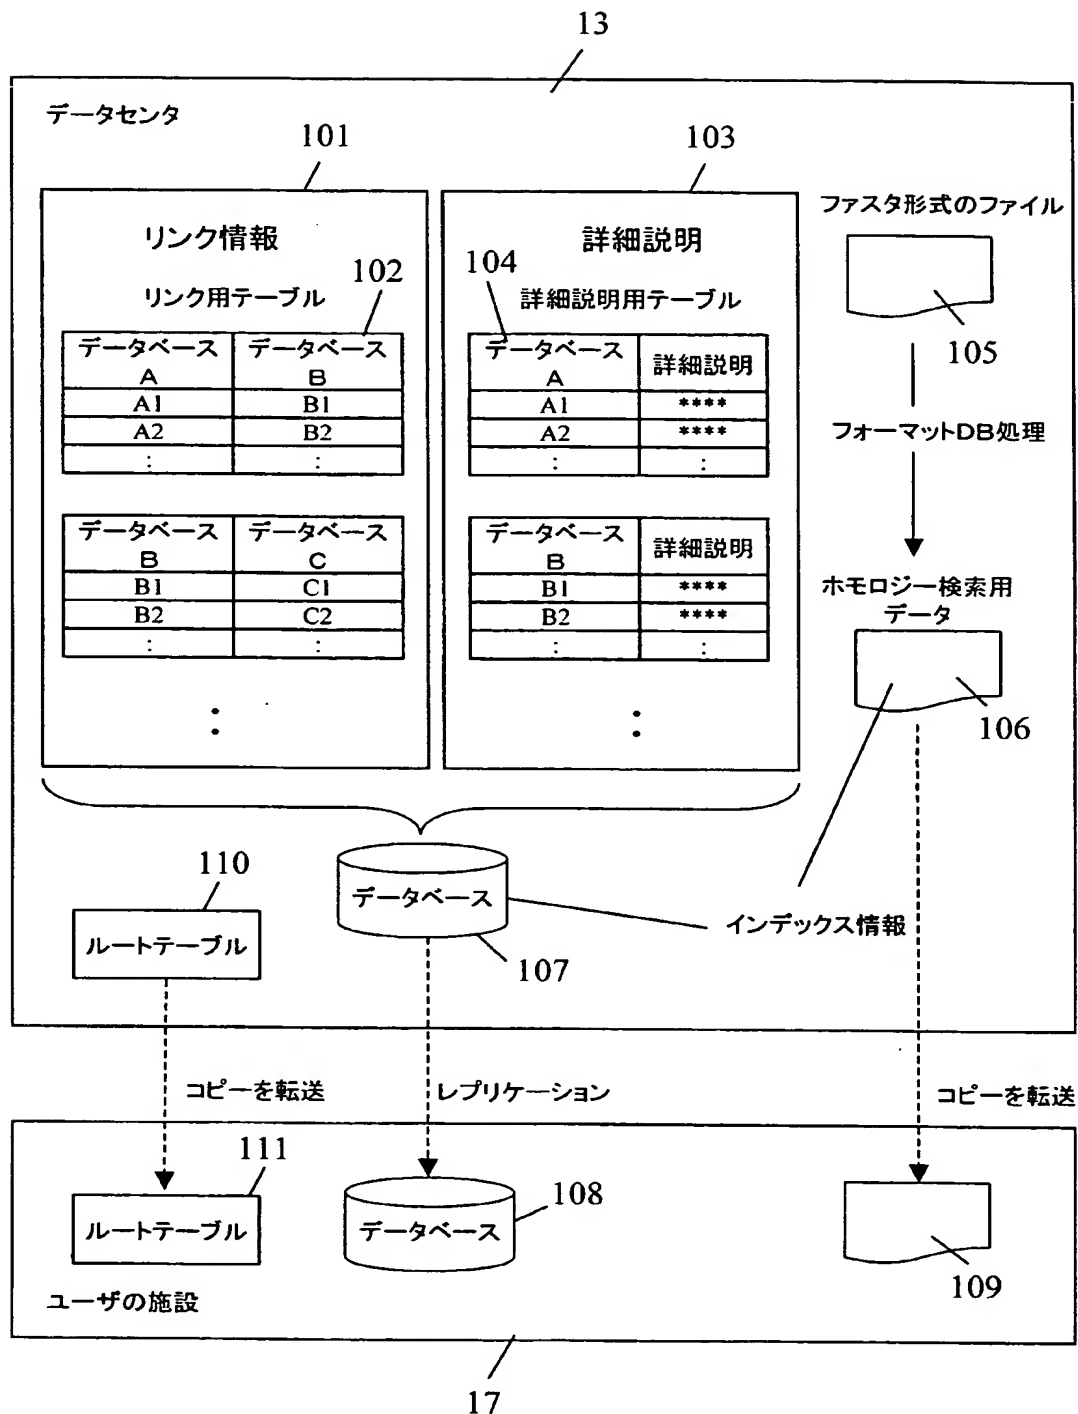 13
データセンタ
101
103
リンク情報
102
リンク用テーブル
データベース A データベース B
A1 B1
A2 B2
: :
データベース B データベース C
B1 C1
B2 C2
: :
:
詳細説明
104
詳細説明用テーブル
データベース A 詳細説明
A1 ****
A2 ****
: :
データベース B 詳細説明
B1 ****
B2 ****
: :
:
ファスタ形式のファイル
105
フォーマットDB処理
ホモロジー検索用
データ
106
110
ルートテーブル
データベース
107
インデックス情報
コピーを転送
レプリケーション
コピーを転送
111
ルートテーブル
108
データベース
109
ユーザの施設
17